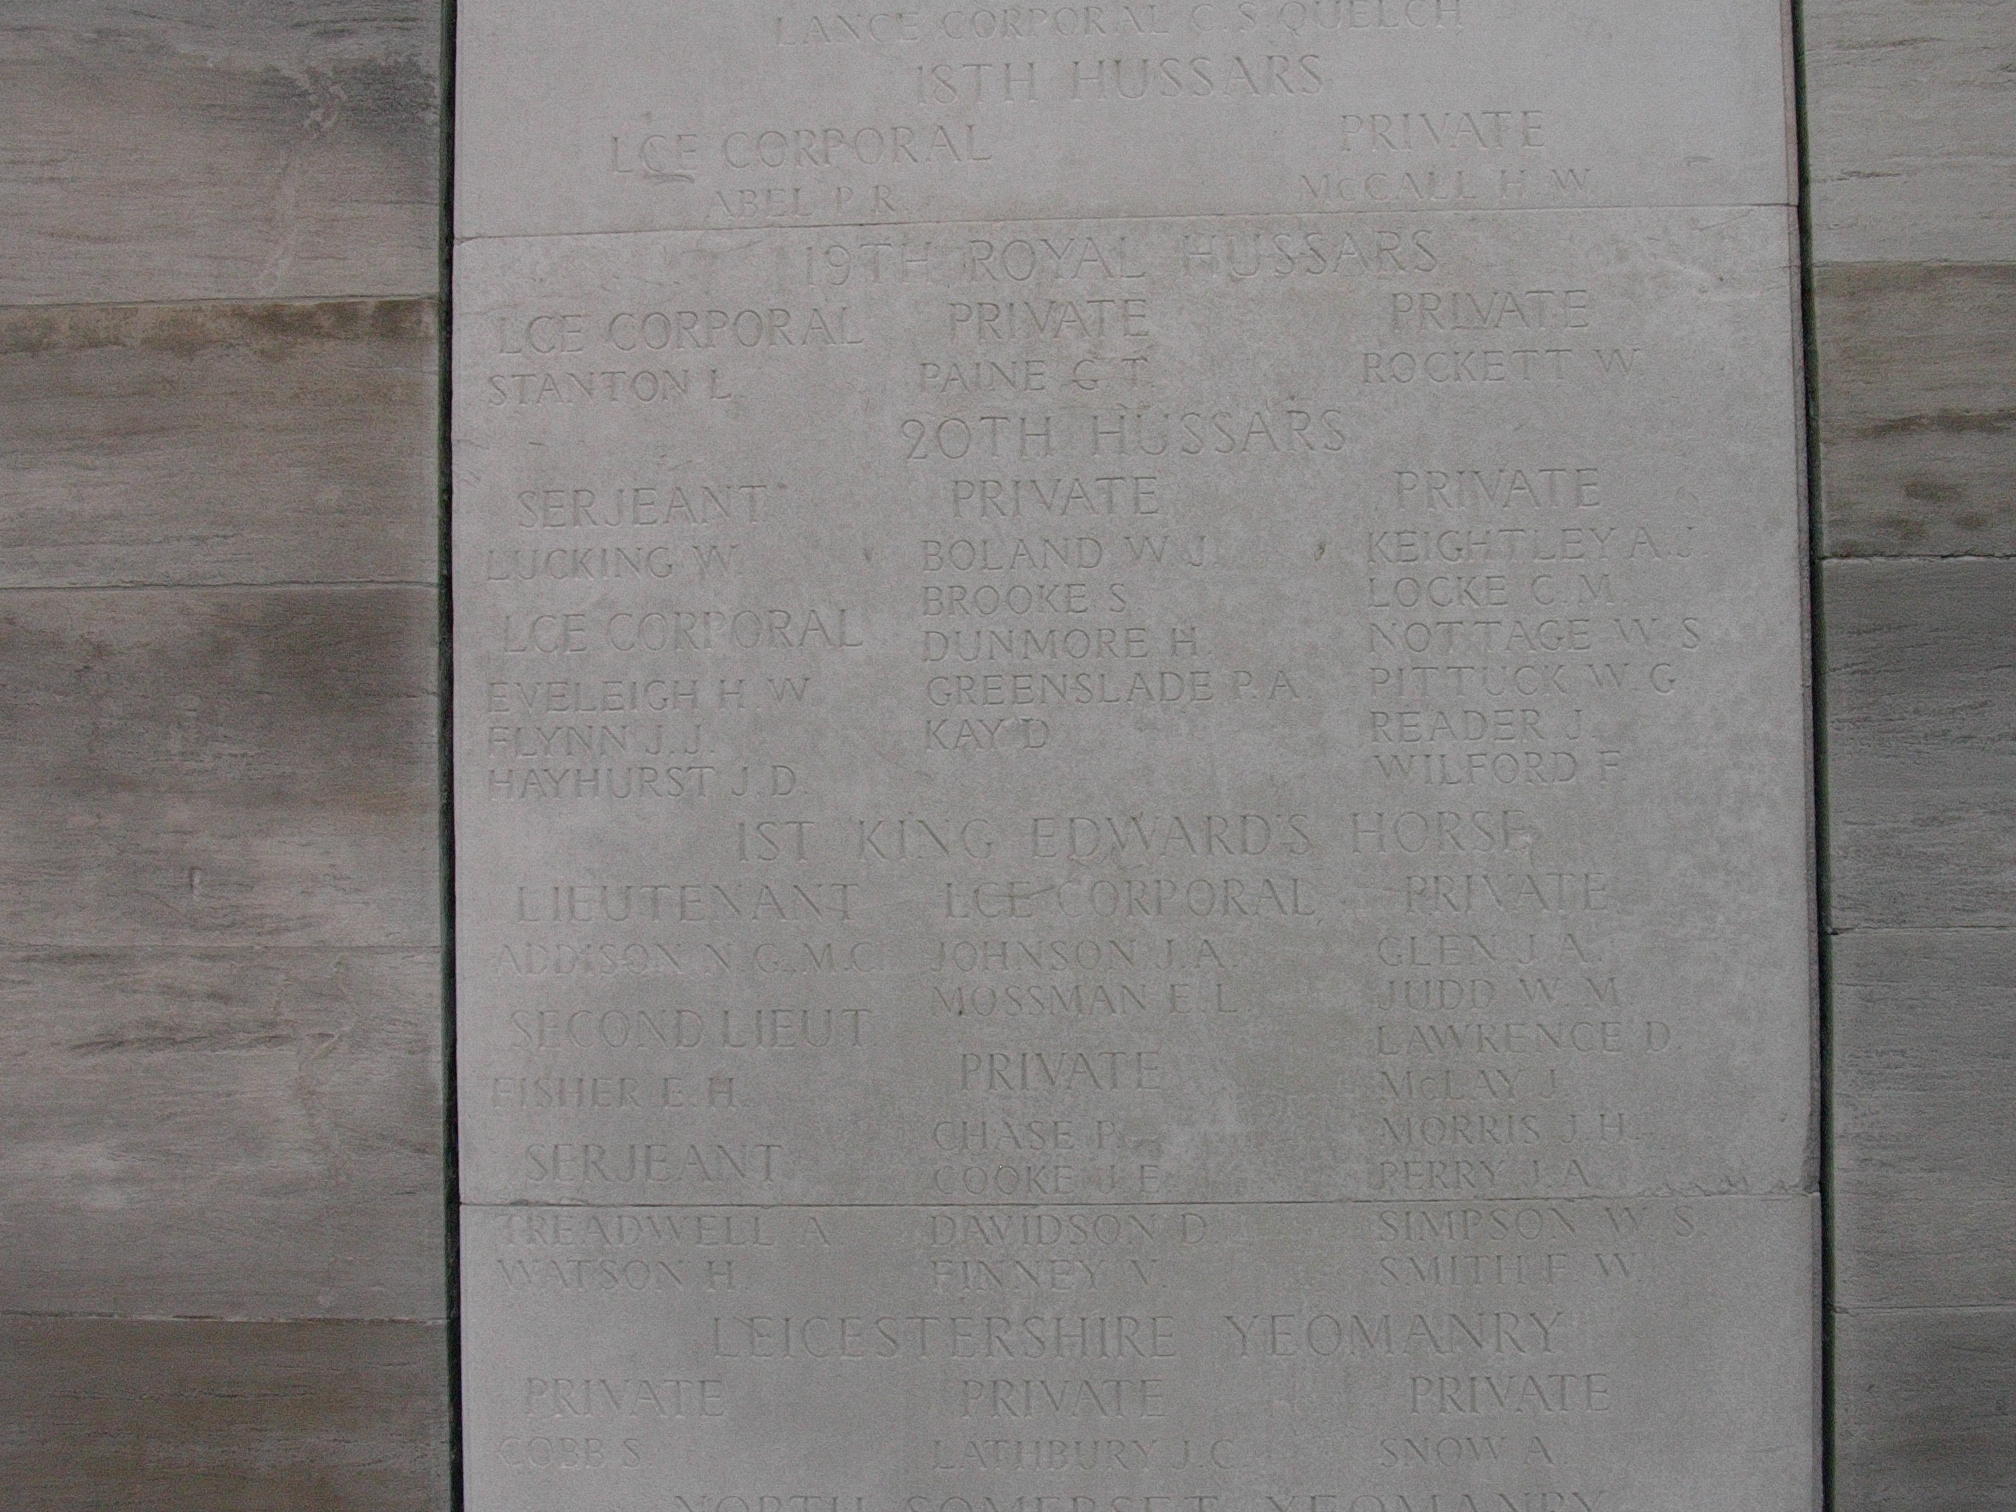 LANCE CORPORAL C.S. QUELCH
18TH HUSSARS
LCE CORPORAL
ABEL P. R.
PRIVATE
McCALL H. W.
19TH ROYAL HUSSARS
LCE CORPORAL
STANTON L.
PRIVATE
PAINE G. T.
PRIVATE
ROCKETT W.
20TH HUSSARS
SERJEANT
LUCKING W.
LCE CORPORAL
EVELEIGH H. W.
FLYNN J. J.
HAYHURST J. D.
PRIVATE
BOLAND W. J.
BROOKE S.
DUNMORE H.
GREENSLADE P. A.
KAY D.
PRIVATE
KEIGHTLEY A. J.
LOCKE C. M.
NOTTAGE W. S.
PITTUCK W. G.
READER J.
WILFORD F.
1ST KING EDWARD'S HORSE
LIEUTENANT
ADDISON N. G., M.C.
SECOND LIEUT
FISHER E. H.
SERJEANT
TREADWELL A.
WATSON H.
LCE CORPORAL
JOHNSON J. A.
MOSSMAN E. L.
PRIVATE
CHASE P.
COOKE J. E.
DAVIDSON D.
FINNEY V.
PRIVATE
GLEN J. A.
JUDD W. M.
LAWRENCE D.
McLAY J.
MORRIS J. H.
PERRY J. A.
SIMPSON W. S.
SMITH F. W.
LEICESTERSHIRE YEOMANRY
PRIVATE
COBB S.
PRIVATE
LATHBURY J. C.
PRIVATE
SNOW A.
NORTH SOMERSET YEOMANRY